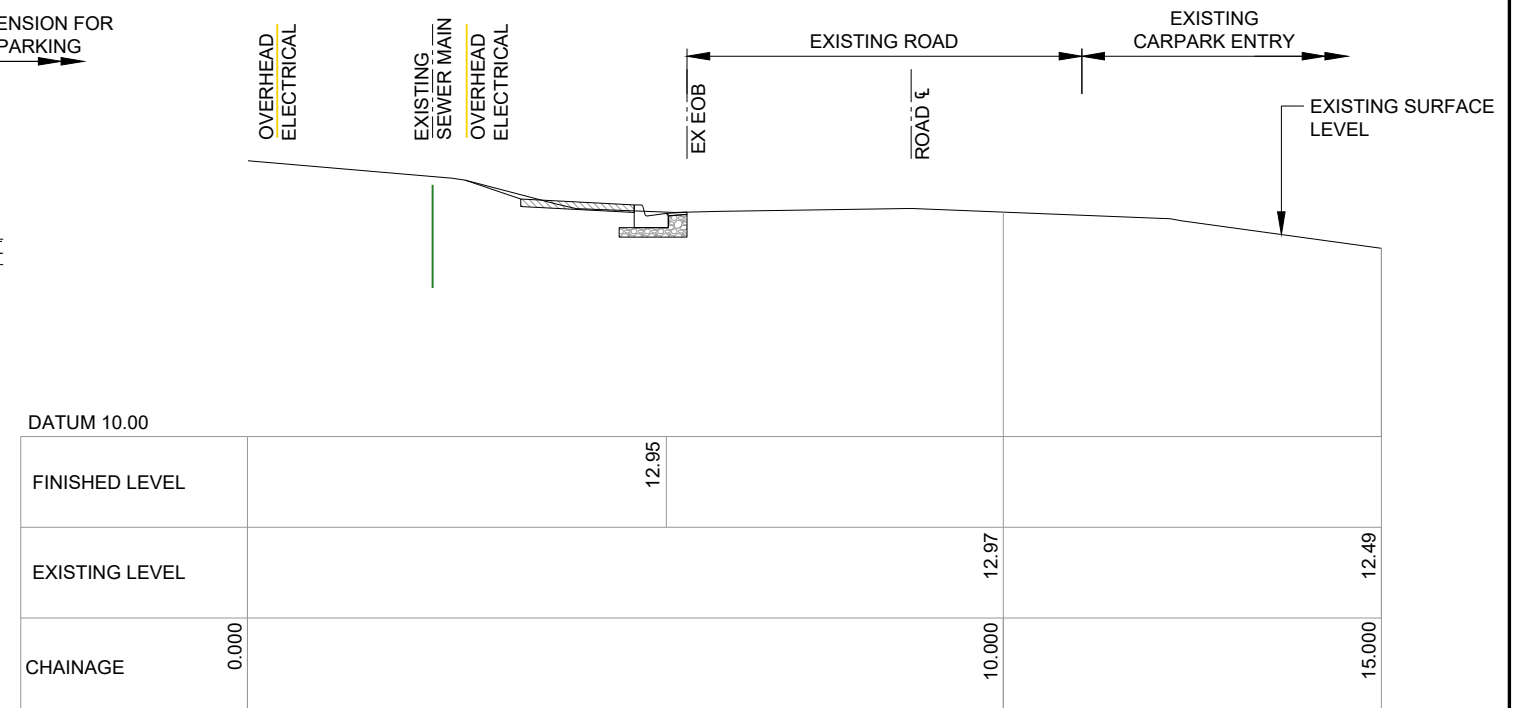 ENSION FOR
PARKING
OVERHEAD
ELECTRICAL
EXISTING
SEWER MAIN
OVERHEAD
ELECTRICAL
EX EOB
EXISTING ROAD
ROAD ℄
EXISTING
CARPARK ENTRY
EXISTING SURFACE
LEVEL
DATUM 10.00
FINISHED LEVEL
12.95
EXISTING LEVEL
12.97
12.49
CHAINAGE
0.000
10.000
15.000